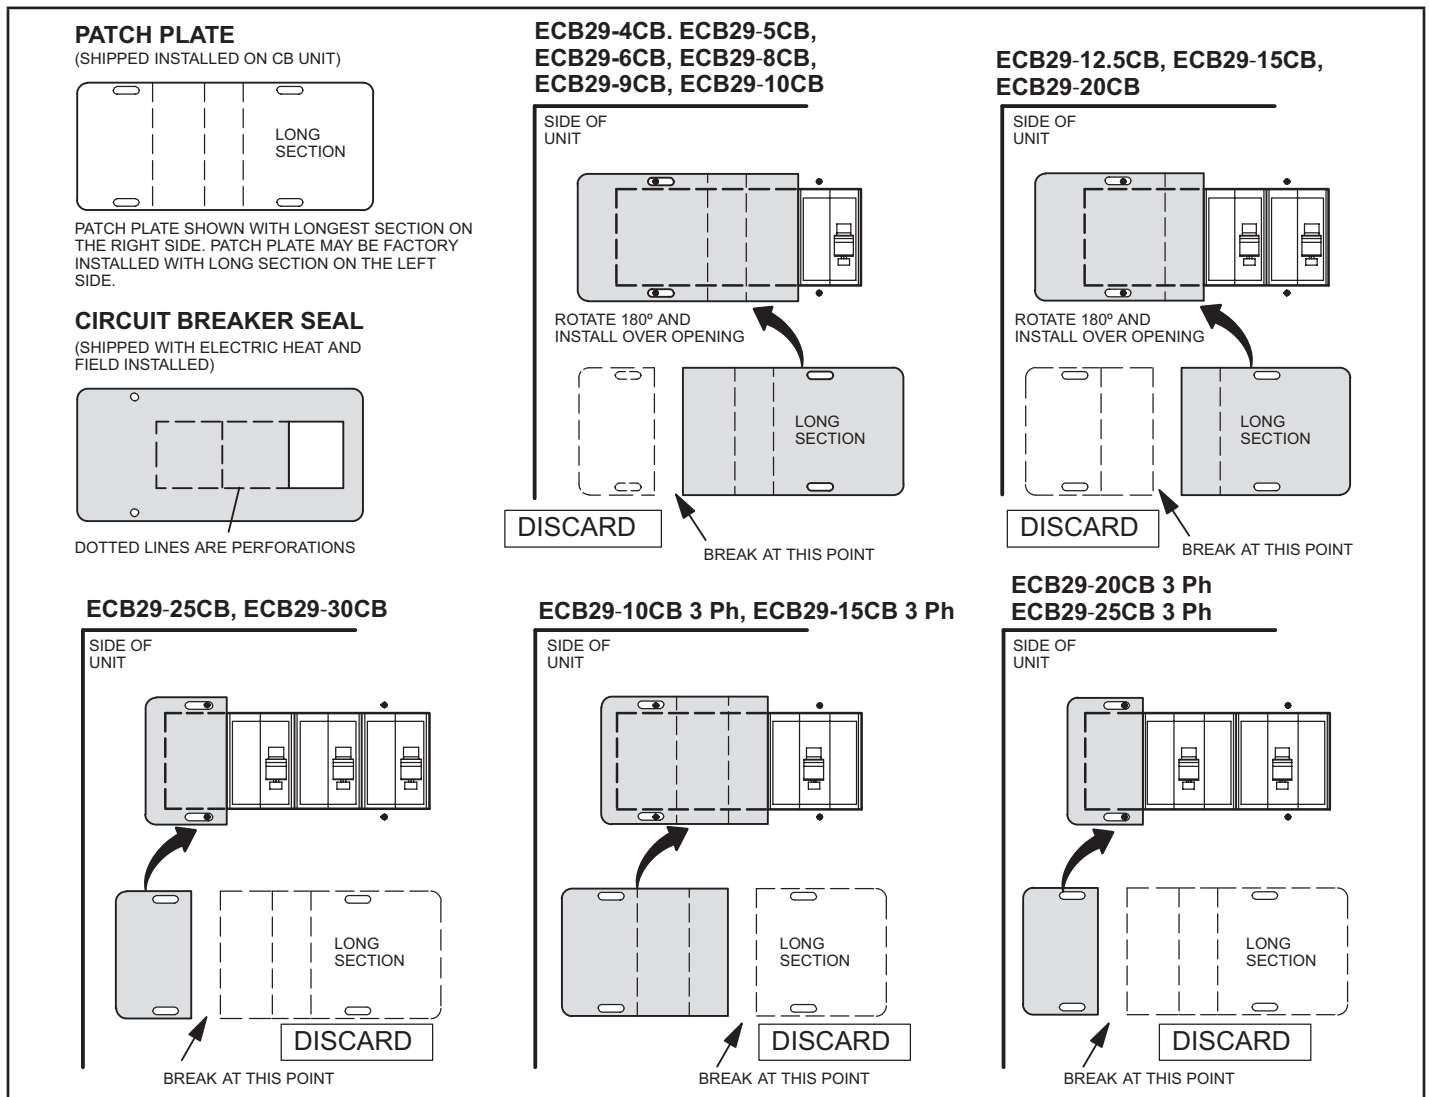 PATCH PLATE
(SHIPPED INSTALLED ON CB UNIT)
LONG
SECTION
PATCH PLATE SHOWN WITH LONGEST SECTION ON
THE RIGHT SIDE. PATCH PLATE MAY BE FACTORY
INSTALLED WITH LONG SECTION ON THE LEFT
SIDE.
CIRCUIT BREAKER SEAL
(SHIPPED WITH ELECTRIC HEAT AND
FIELD INSTALLED)
DOTTED LINES ARE PERFORATIONS
ECB29-4CB. ECB29-5CB,
ECB29-6CB, ECB29-8CB,
ECB29-9CB, ECB29-10CB
SIDE OF
UNIT
ROTATE 180º AND
INSTALL OVER OPENING
LONG
SECTION
DISCARD
BREAK AT THIS POINT
ECB29-12.5CB, ECB29-15CB,
ECB29-20CB
SIDE OF
UNIT
ROTATE 180º AND
INSTALL OVER OPENING
LONG
SECTION
DISCARD
BREAK AT THIS POINT
ECB29-25CB, ECB29-30CB
SIDE OF
UNIT
LONG
SECTION
DISCARD
BREAK AT THIS POINT
ECB29-10CB 3 Ph, ECB29-15CB 3 Ph
SIDE OF
UNIT
LONG
SECTION
DISCARD
BREAK AT THIS POINT
ECB29-20CB 3 Ph
ECB29-25CB 3 Ph
SIDE OF
UNIT
LONG
SECTION
DISCARD
BREAK AT THIS POINT